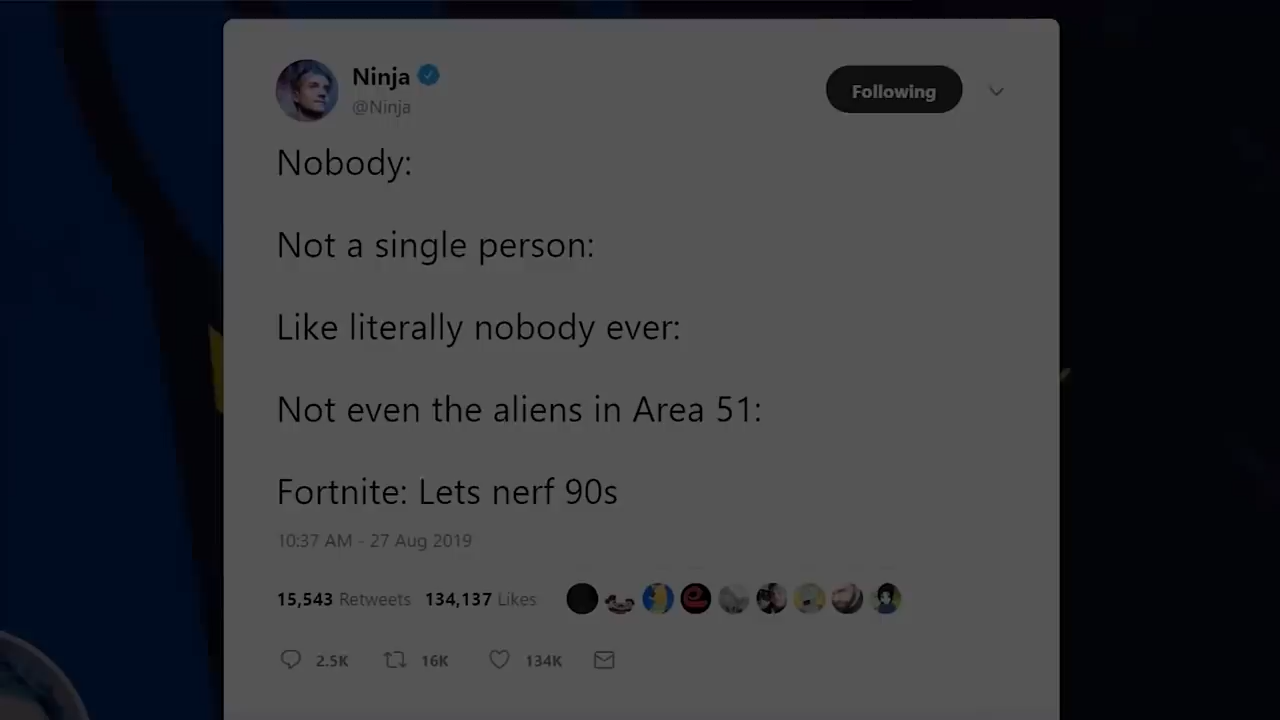 Ninja
@Ninja
Following
Nobody:
Not a single person:
Like literally nobody ever:
Not even the aliens in Area 51:
Fortnite: Lets nerf 90s
10:37 AM - 27 Aug 2019
15,543 Retweets 134,137 Likes
2.5K 16K 134K